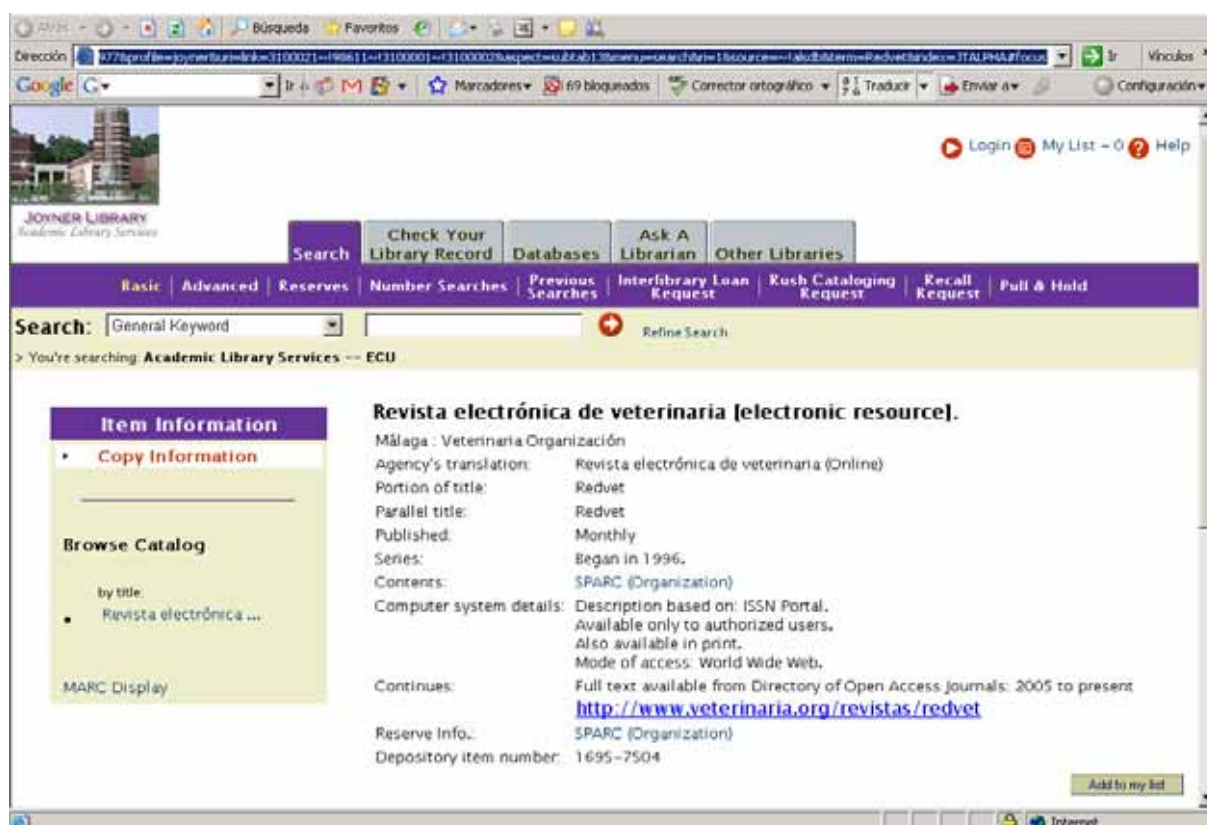 Atrás Búsqueda Favoritos
Dirección Ir Vínculos
Google G Ir Marcadores 69 bloqueados Corrector ortográfico Traducir Enviar a Configuración
Login My List - 0 Help
JOYNER LIBRARY
Academic Library Services
Search Check Your Library Record Databases Ask A Librarian Other Libraries
Basic | Advanced | Reserves | Number Searches | Previous Searches | Interlibrary Loan Request | Rush Cataloging Request | Recall Request | Pull & Hold
Search: General Keyword Refine Search
> You're searching: Academic Library Services -- ECU
Item Information
Copy Information
Browse Catalog
by title:
Revista electrónica ...
MARC Display
Revista electrónica de veterinaria [electronic resource].
Málaga : Veterinaria Organización
Agency's translation: Revista electrónica de veterinaria (Online)
Portion of title: Redvet
Parallel title: Redvet
Published: Monthly
Series: Began in 1996.
Contents: SPARC (Organization)
Computer system details: Description based on: ISSN Portal.
Available only to authorized users.
Also available in print.
Mode of access: World Wide Web.
Continues: Full text available from Directory of Open Access Journals: 2005 to present
http://www.veterinaria.org/revistas/redvet
Reserve Info.: SPARC (Organization)
Depository item number: 1695-7504
Add to my list
Internet